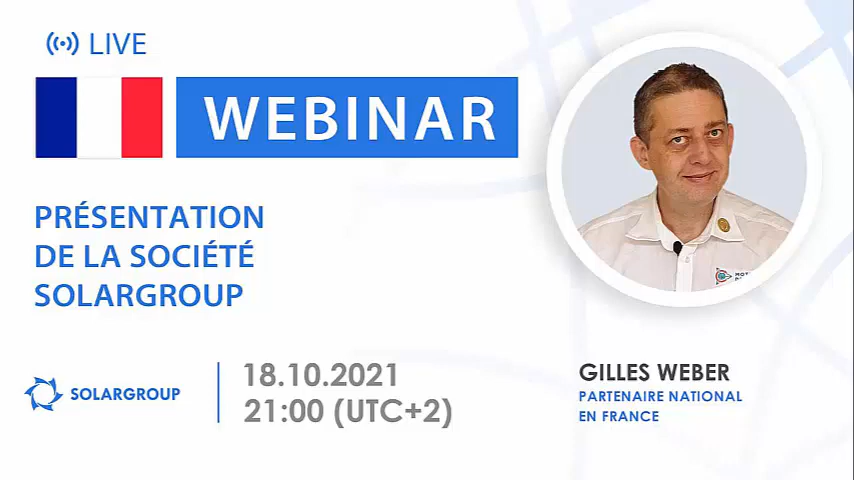 LIVE
WEBINAR
PRÉSENTATION
DE LA SOCIÉTÉ
SOLARGROUP
SOLARGROUP
18.10.2021
21:00 (UTC+2)
GILLES WEBER
PARTENAIRE NATIONAL
EN FRANCE